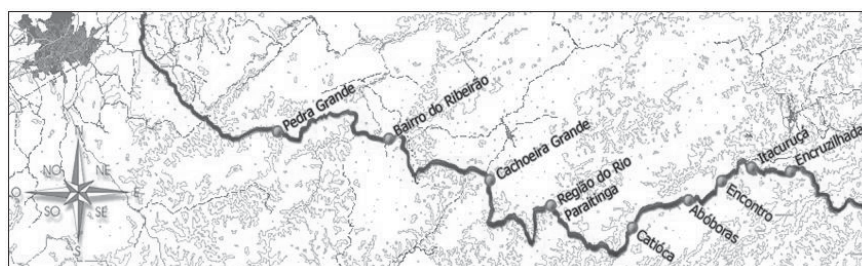 Pedra Grande
Bairro do Ribeirão
Cachoeira Grande
Região do Rio
Paraitinga
Catióca
Abóboras
Encontro
Itacuruça
Encruzilhada
N
NO
NE
O
E
SO
SE
S